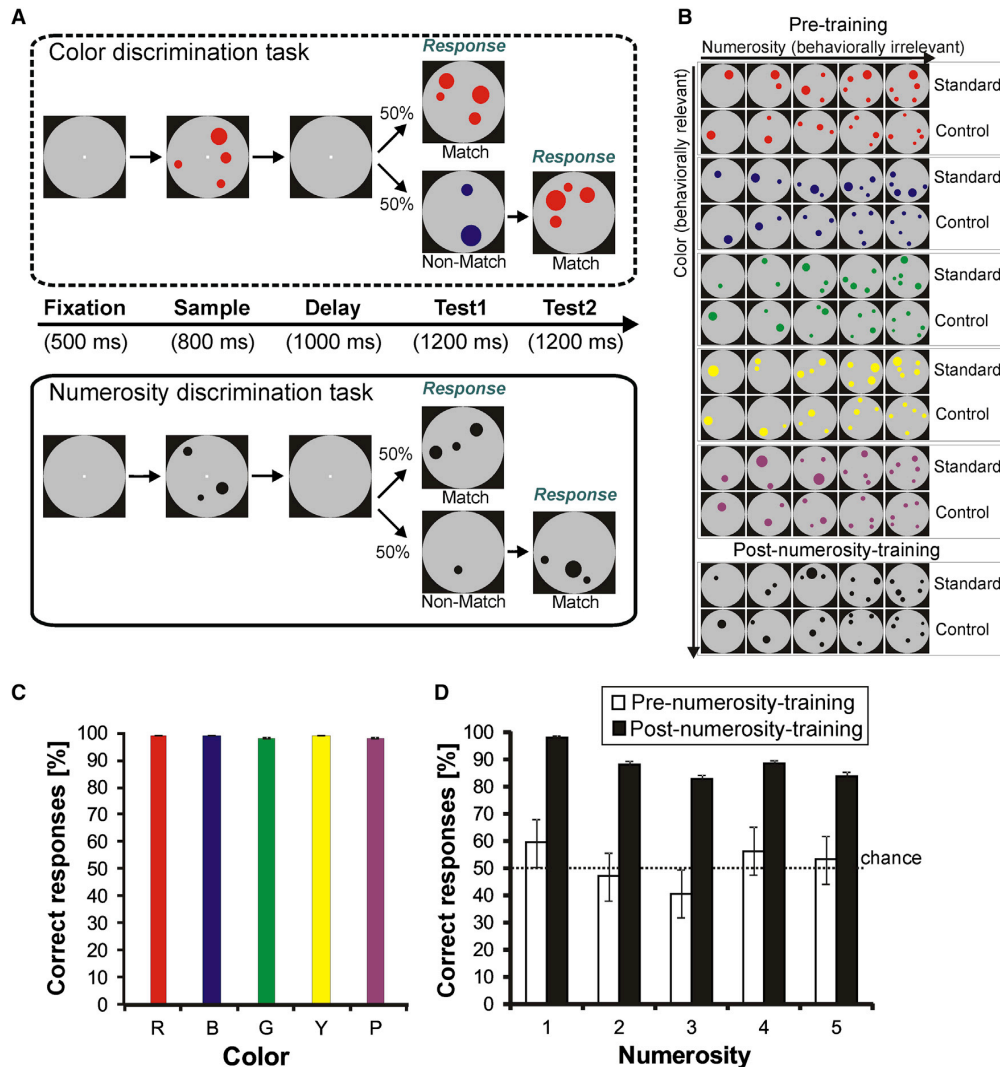 A
Color discrimination task
Response
50%
Match
50%
Response
Non-Match
Match
Fixation Sample Delay Test1 Test2
(500 ms) (800 ms) (1000 ms) (1200 ms) (1200 ms)
Numerosity discrimination task
Response
50%
Match
50%
Response
Non-Match
Match
B
Pre-training
Numerosity (behaviorally irrelevant)
Color (behaviorally relevant)
Standard
Control
Standard
Control
Standard
Control
Standard
Control
Standard
Control
Post-numerosity-training
Standard
Control
C
Correct responses [%]
100
90
80
70
60
50
40
30
20
10
0
R B G Y P
Color
D
Pre-numerosity-training
Post-numerosity-training
Correct responses [%]
100
90
80
70
60
50
40
30
20
10
0
chance
1 2 3 4 5
Numerosity